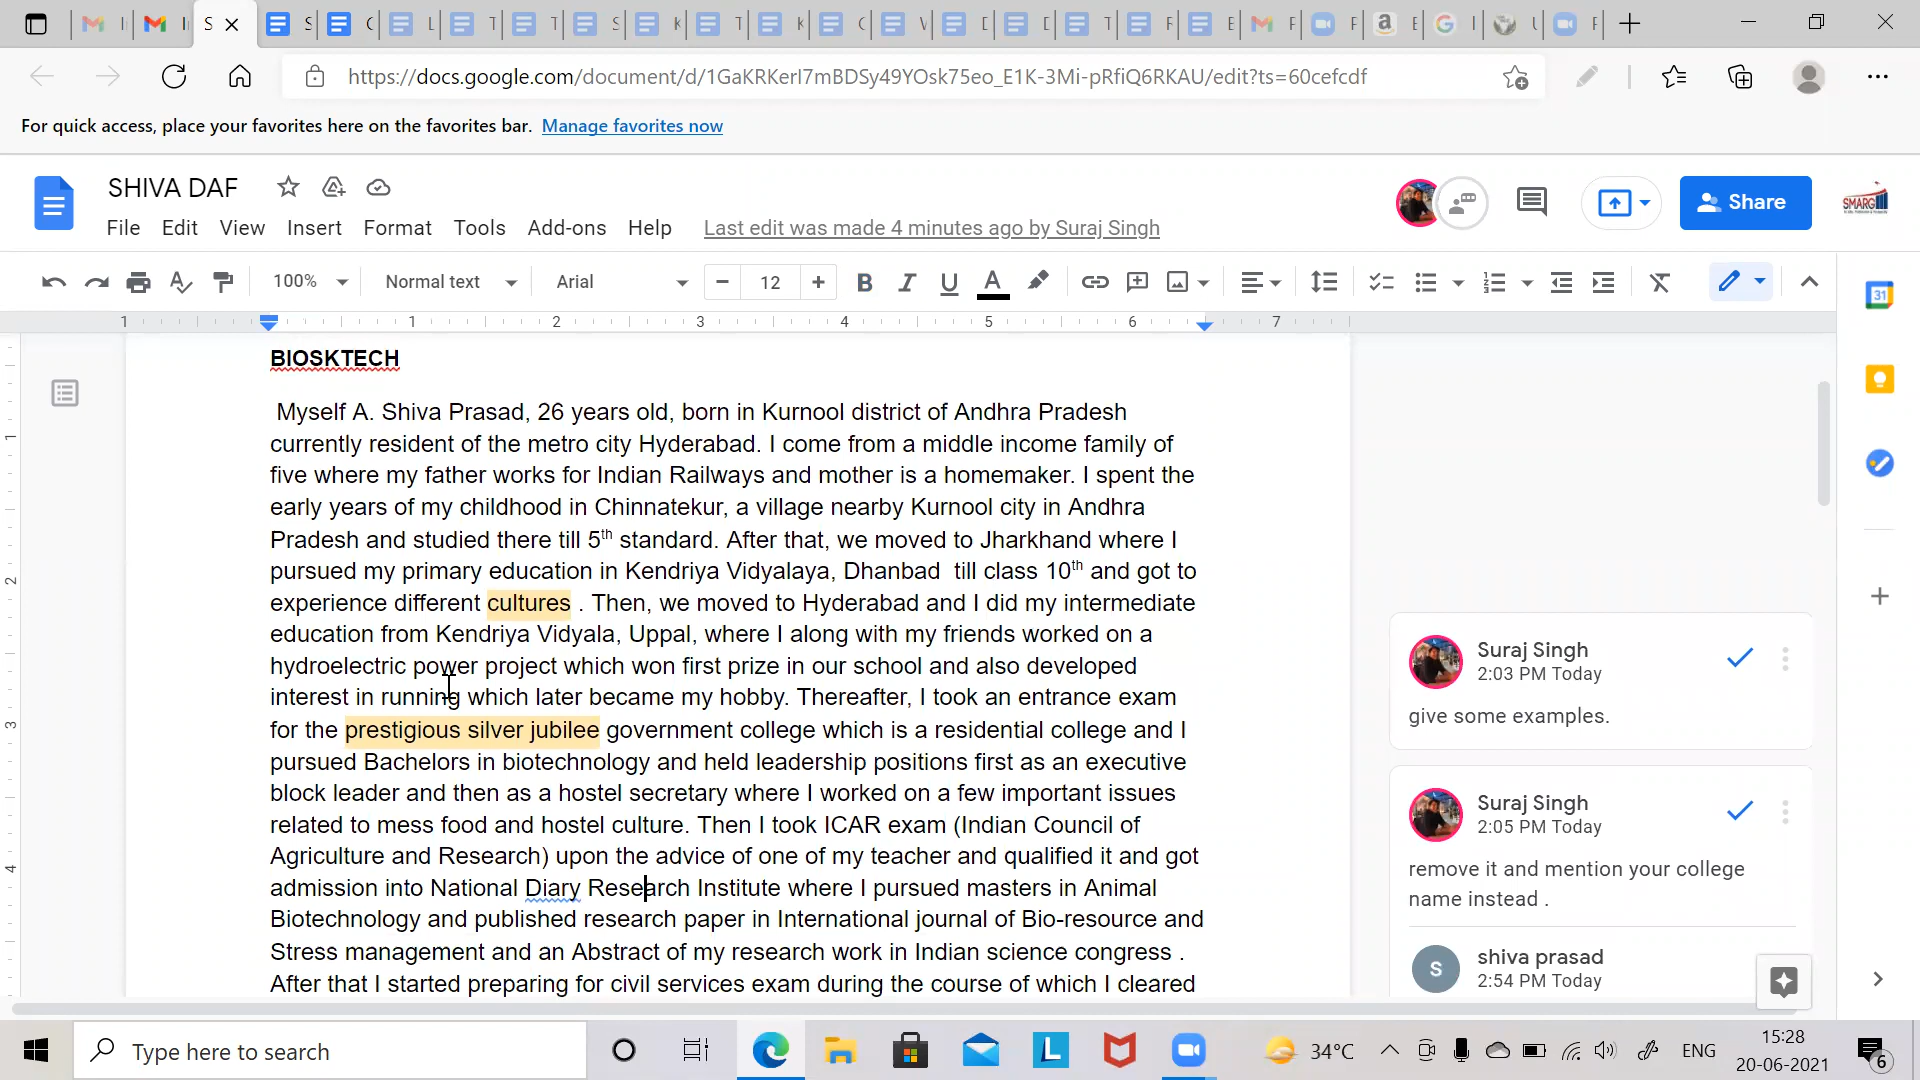 S
S
L
T
T
S
K
T
K
D
D
T
F
E
F
F
E
F
https://docs.google.com/document/d/1GaKRKerI7mBDSy49YOsk75eo_E1K-3Mi-pRfiQ6RKAU/edit?ts=60cefcdf
For quick access, place your favorites here on the favorites bar. Manage favorites now
SHIVA DAF
File Edit View Insert Format Tools Add-ons Help Last edit was made 4 minutes ago by Suraj Singh
Share
SMARG
100% Normal text Arial 12
1 1 2 3 4 5 6 7
31
BIOSKTECH
Myself A. Shiva Prasad, 26 years old, born in Kurnool district of Andhra Pradesh
currently resident of the metro city Hyderabad. I come from a middle income family of
five where my father works for Indian Railways and mother is a homemaker. I spent the
early years of my childhood in Chinnatekur, a village nearby Kurnool city in Andhra
Pradesh and studied there till 5th standard. After that, we moved to Jharkhand where I
pursued my primary education in Kendriya Vidyalaya, Dhanbad till class 10th and got to
experience different cultures . Then, we moved to Hyderabad and I did my intermediate
education from Kendriya Vidyala, Uppal, where I along with my friends worked on a
hydroelectric power project which won first prize in our school and also developed
interest in running which later became my hobby. Thereafter, I took an entrance exam
for the prestigious silver jubilee government college which is a residential college and I
pursued Bachelors in biotechnology and held leadership positions first as an executive
block leader and then as a hostel secretary where I worked on a few important issues
related to mess food and hostel culture. Then I took ICAR exam (Indian Council of
Agriculture and Research) upon the advice of one of my teacher and qualified it and got
admission into National Diary Research Institute where I pursued masters in Animal
Biotechnology and published research paper in International journal of Bio-resource and
Stress management and an Abstract of my research work in Indian science congress .
After that I started preparing for civil services exam during the course of which I cleared
1
2
3
4
Suraj Singh
2:03 PM Today
give some examples.
Suraj Singh
2:05 PM Today
remove it and mention your college
name instead .
S
shiva prasad
2:54 PM Today
Type here to search
L
34°C
ENG
15:28
20-06-2021
6